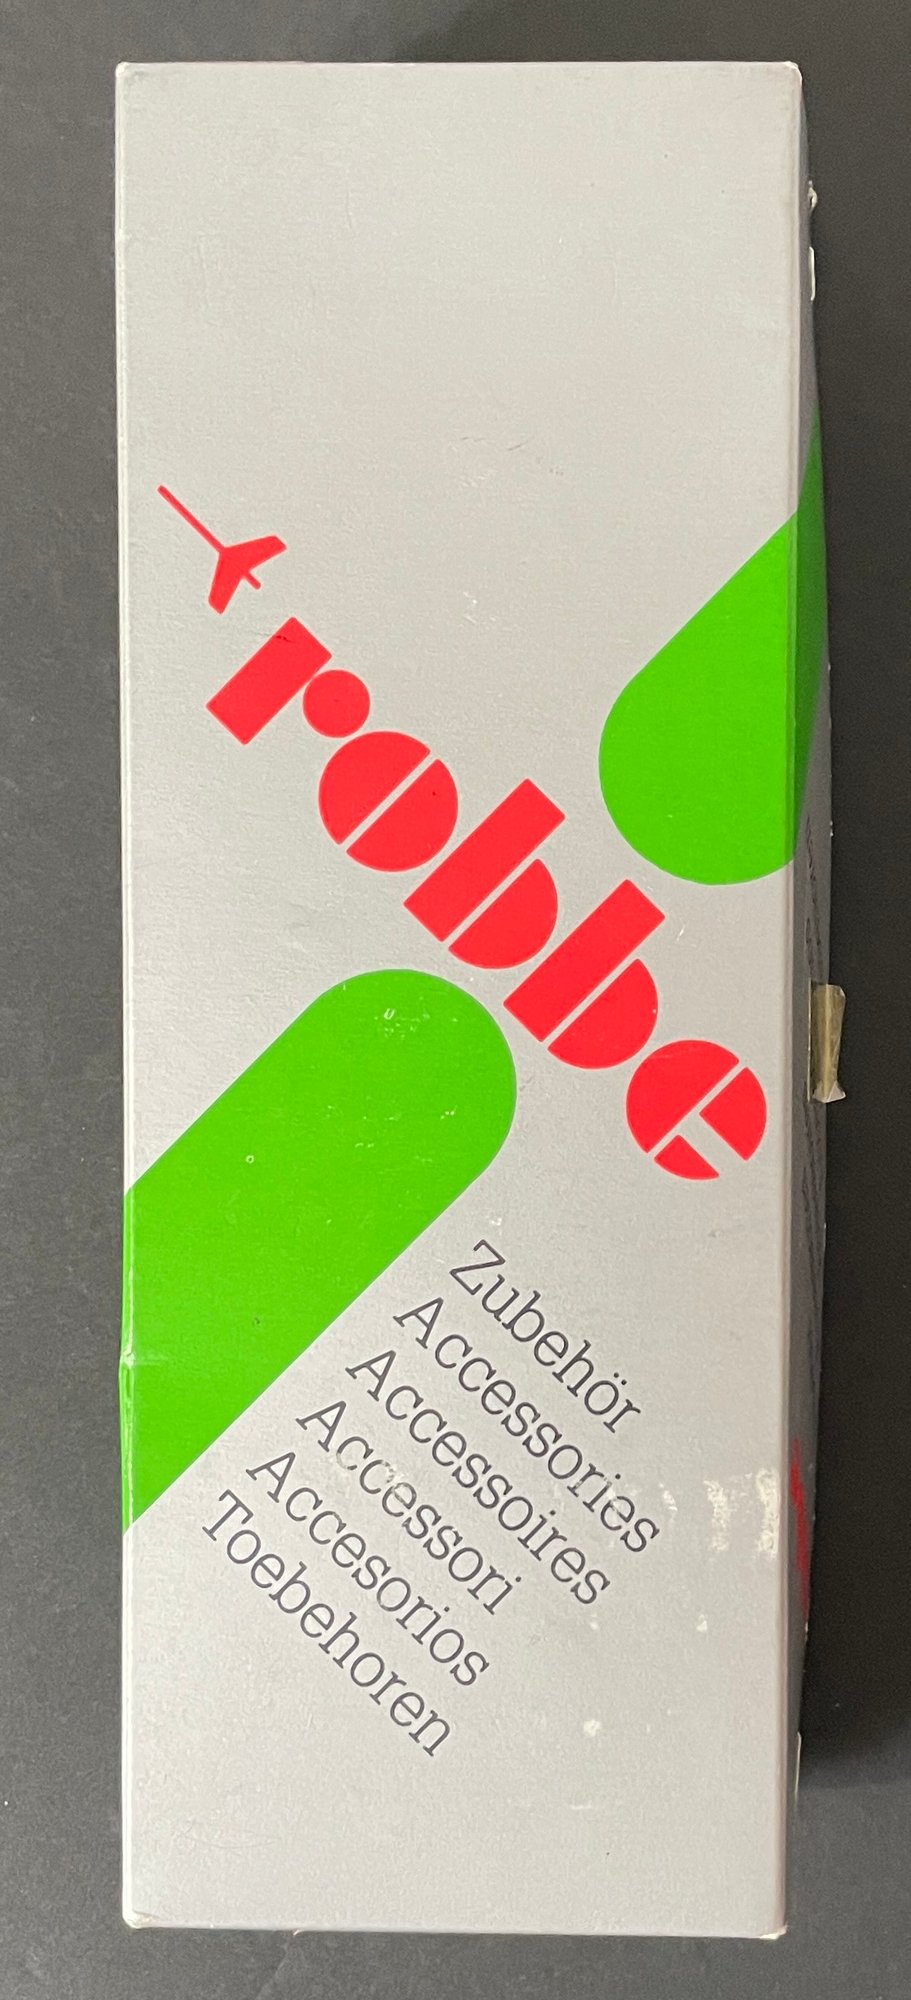 robbe
Zubehör
Accessories
Accessoires
Accessori
Accesorios
Toebehoren